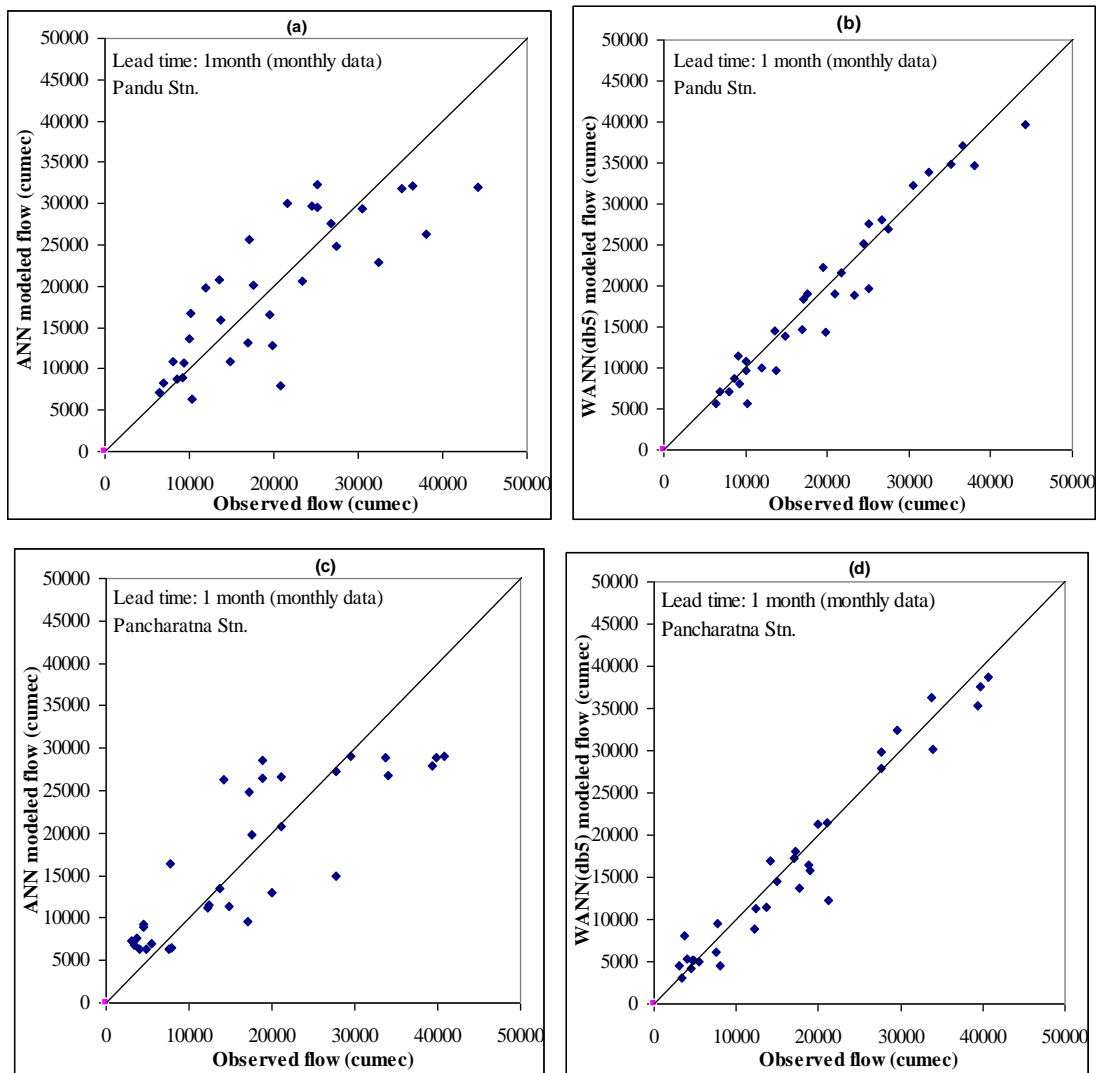 (a)
Lead time: 1month (monthly data)
Pandu Stn.
50000
45000
40000
35000
30000
25000
20000
15000
10000
5000
0
ANN modeled flow (cumec)
0 10000 20000 30000 40000 50000
Observed flow (cumec)
(b)
Lead time: 1 month (monthly data)
Pandu Stn.
50000
45000
40000
35000
30000
25000
20000
15000
10000
5000
0
WANN(db5) modeled flow (cumec)
0 10000 20000 30000 40000 50000
Observed flow (cumec)
(c)
Lead time: 1 month (monthly data)
Pancharatna Stn.
50000
45000
40000
35000
30000
25000
20000
15000
10000
5000
0
ANN modeled flow (cumec)
0 10000 20000 30000 40000 50000
Observed flow (cumec)
(d)
Lead time: 1 month (monthly data)
Pancharatna Stn.
50000
45000
40000
35000
30000
25000
20000
15000
10000
5000
0
WANN(db5) modeled flow (cumec)
0 10000 20000 30000 40000 50000
Observed flow (cumec)